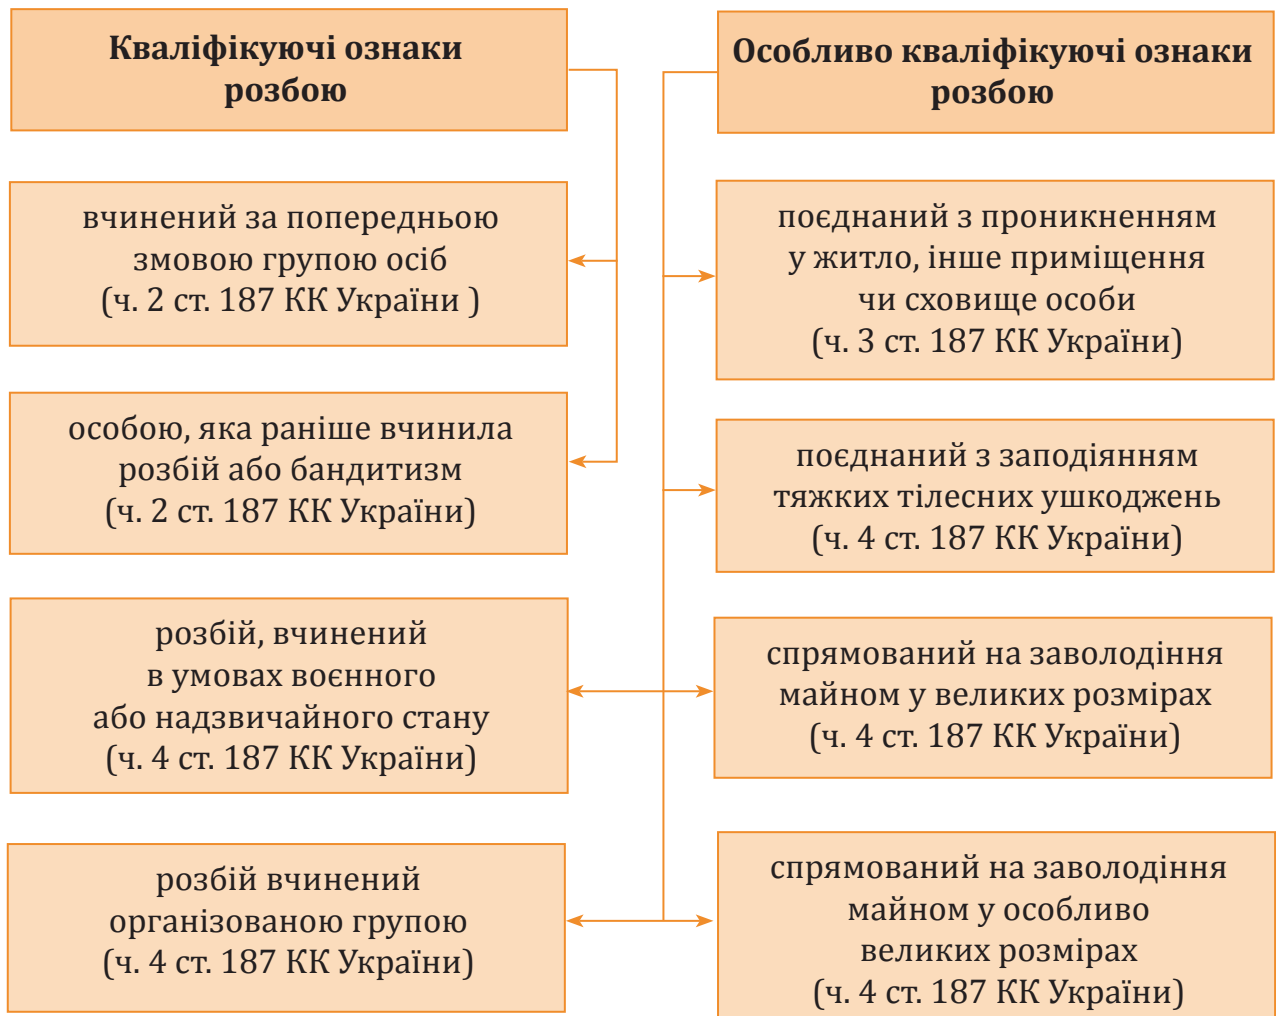 Кваліфікуючі ознаки
розбою
Особливо кваліфікуючі ознаки
розбою
вчинений за попередньою
змовою групою осіб
(ч. 2 ст. 187 КК України )
особою, яка раніше вчинила
розбій або бандитизм
(ч. 2 ст. 187 КК України)
розбій, вчинений
в умовах воєнного
або надзвичайного стану
(ч. 4 ст. 187 КК України)
розбій вчинений
організованою групою
(ч. 4 ст. 187 КК України)
поєднаний з проникненням
у житло, інше приміщення
чи сховище особи
(ч. 3 ст. 187 КК України)
поєднаний з заподіянням
тяжких тілесних ушкоджень
(ч. 4 ст. 187 КК України)
спрямований на заволодіння
майном у великих розмірах
(ч. 4 ст. 187 КК України)
спрямований на заволодіння
майном у особливо
великих розмірах
(ч. 4 ст. 187 КК України)